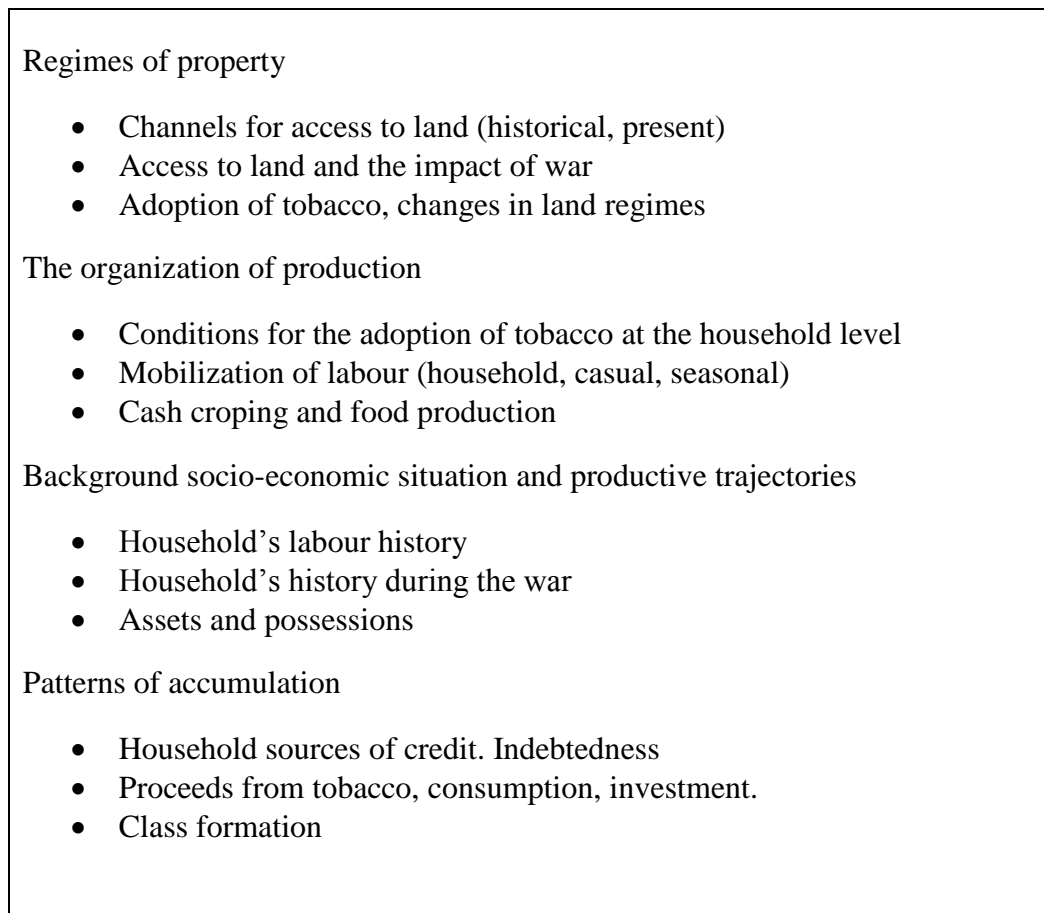 Regimes of property
• Channels for access to land (historical, present)
• Access to land and the impact of war
• Adoption of tobacco, changes in land regimes
The organization of production
• Conditions for the adoption of tobacco at the household level
• Mobilization of labour (household, casual, seasonal)
• Cash croping and food production
Background socio-economic situation and productive trajectories
• Household’s labour history
• Household’s history during the war
• Assets and possessions
Patterns of accumulation
• Household sources of credit. Indebtedness
• Proceeds from tobacco, consumption, investment.
• Class formation